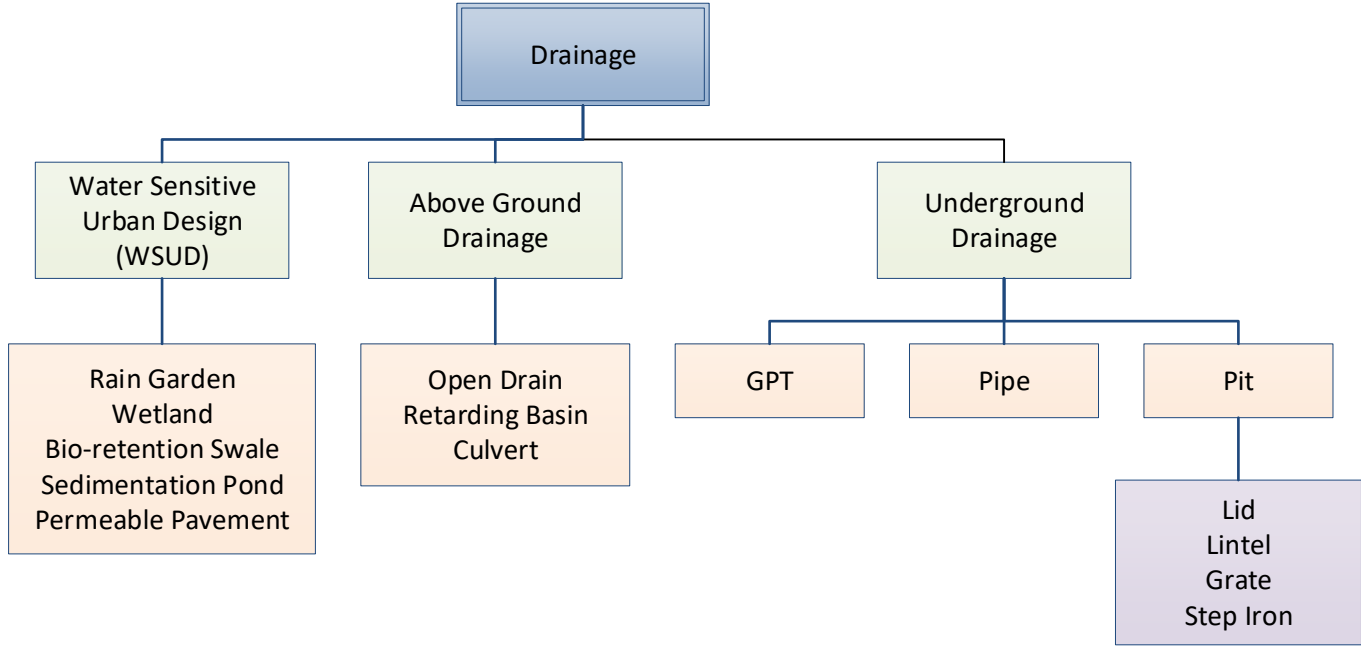 Drainage
Water Sensitive
Urban Design
(WSUD)
Above Ground
Drainage
Underground
Drainage
Rain Garden
Wetland
Bio-retention Swale
Sedimentation Pond
Permeable Pavement
Open Drain
Retarding Basin
Culvert
GPT
Pipe
Pit
Lid
Lintel
Grate
Step Iron